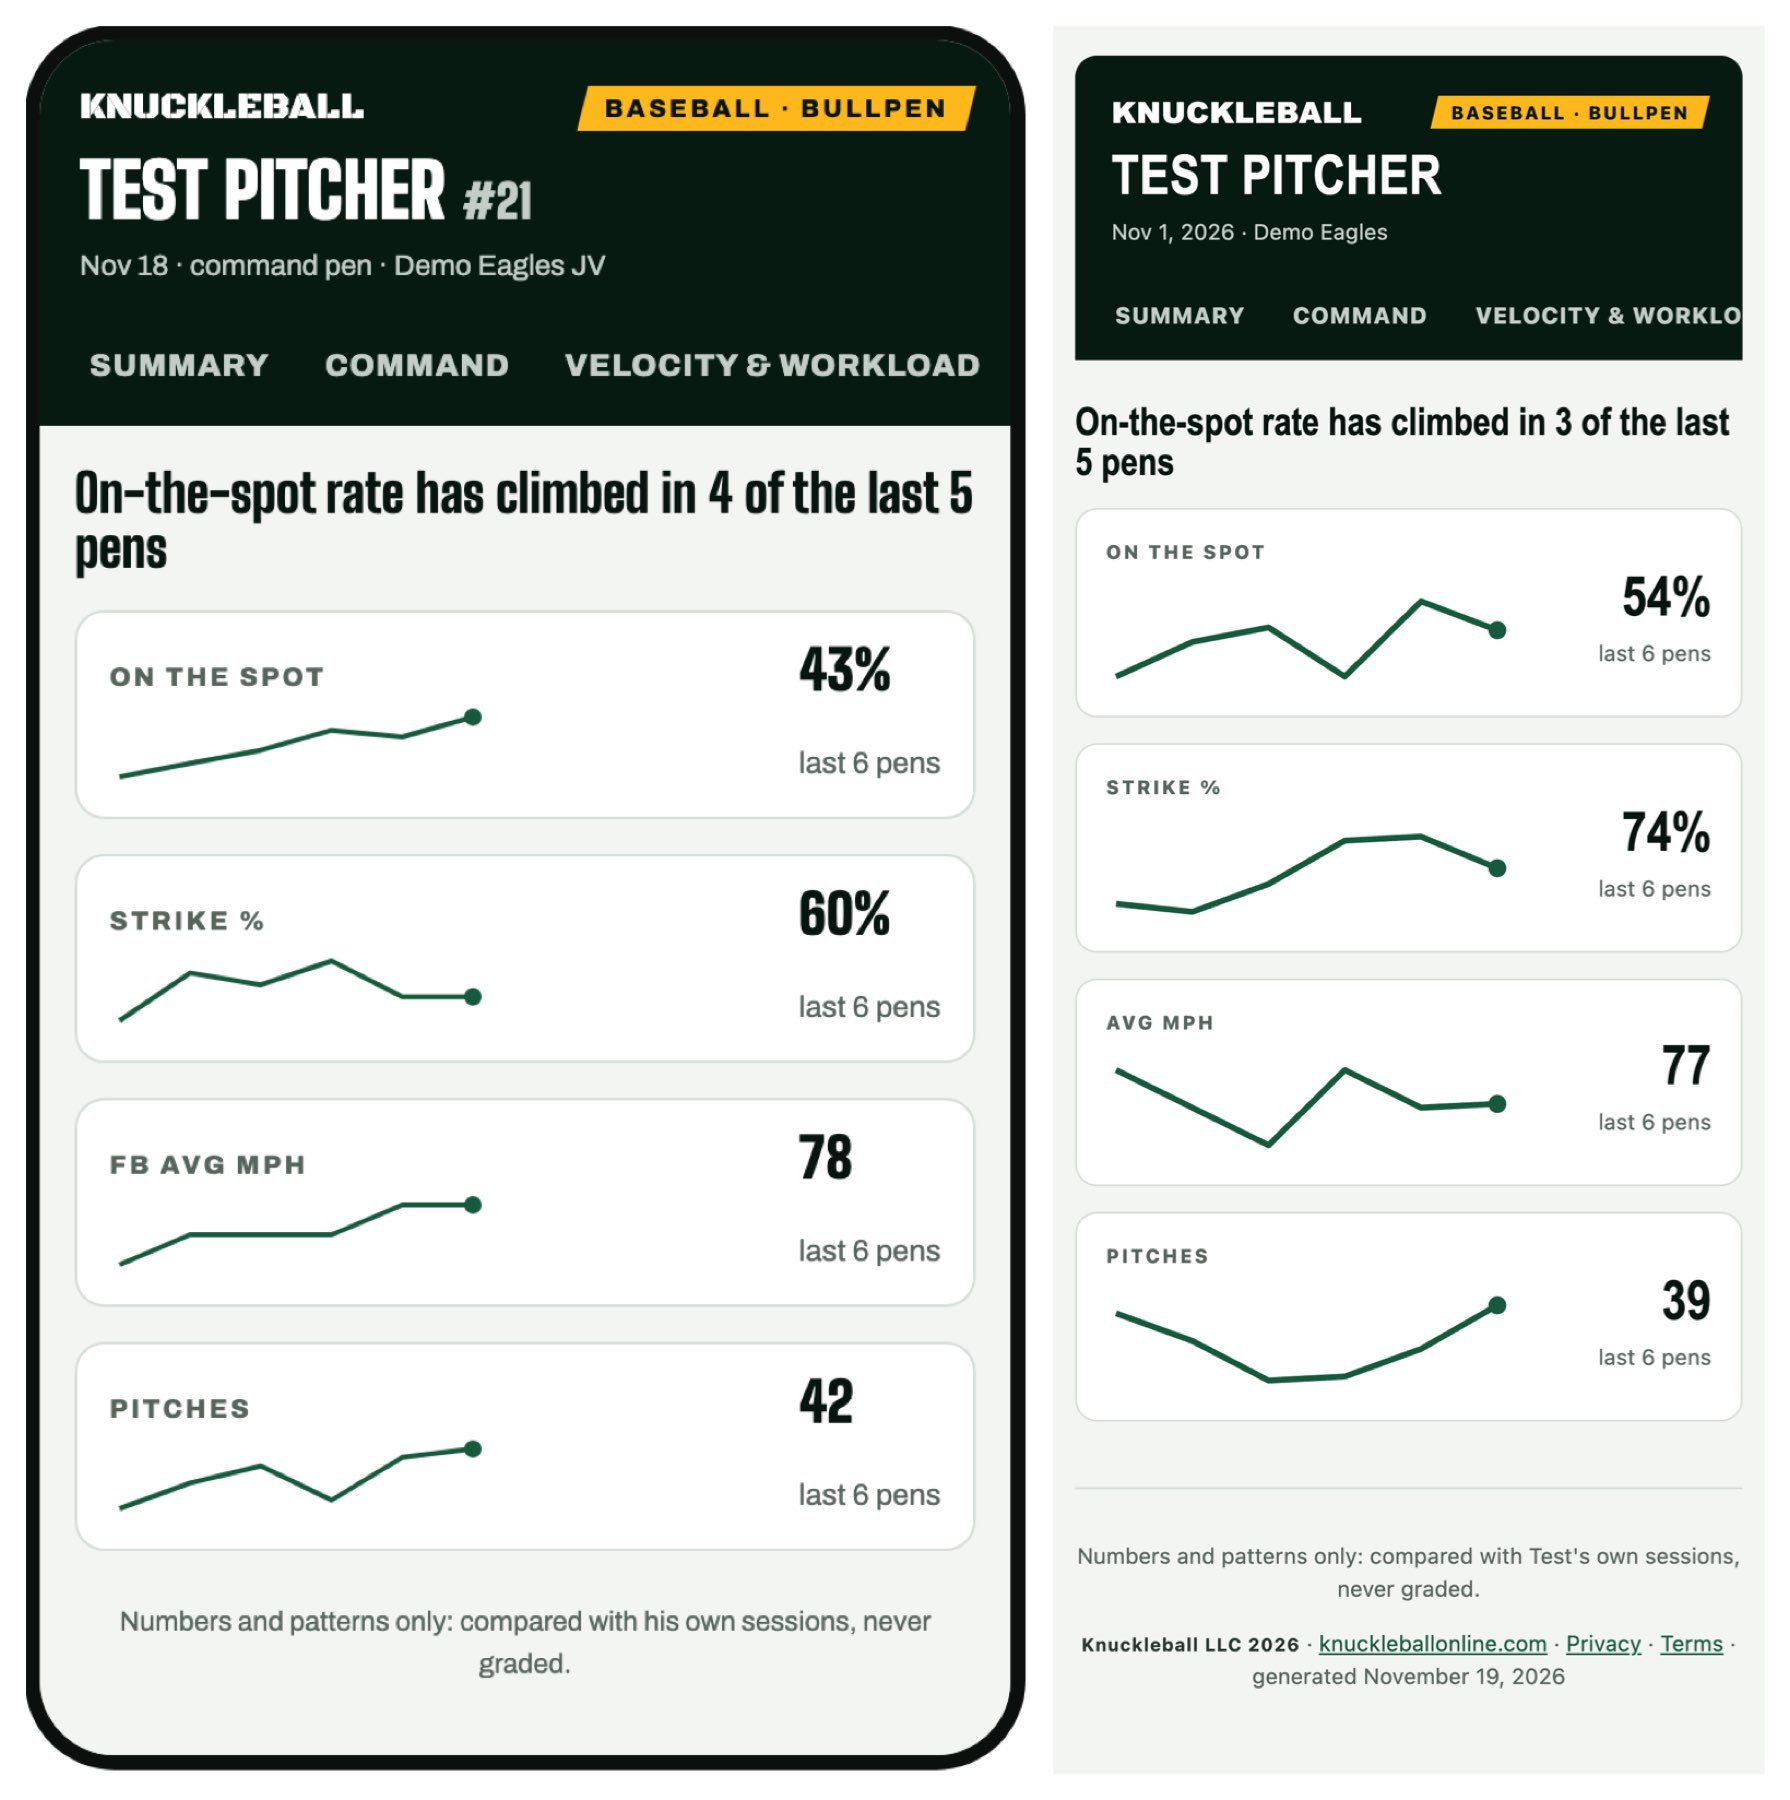 KNUCKLEBALL
BASEBALL · BULLPEN
TEST PITCHER #21
Nov 18 · command pen · Demo Eagles JV
SUMMARY COMMAND VELOCITY & WORKLOAD
On-the-spot rate has climbed in 4 of the last 5
pens
ON THE SPOT
43%
last 6 pens
STRIKE %
60%
last 6 pens
FB AVG MPH
78
last 6 pens
PITCHES
42
last 6 pens
Numbers and patterns only: compared with his own sessions, never
graded.
KNUCKLEBALL
BASEBALL · BULLPEN
TEST PITCHER
Nov 1, 2026 · Demo Eagles
SUMMARY COMMAND VELOCITY & WORKLO
On-the-spot rate has climbed in 3 of the last
5 pens
ON THE SPOT
54%
last 6 pens
STRIKE %
74%
last 6 pens
AVG MPH
77
last 6 pens
PITCHES
39
last 6 pens
Numbers and patterns only: compared with Test's own sessions,
never graded.
Knuckleball LLC 2026 · knuckleballonline.com · Privacy · Terms ·
generated November 19, 2026